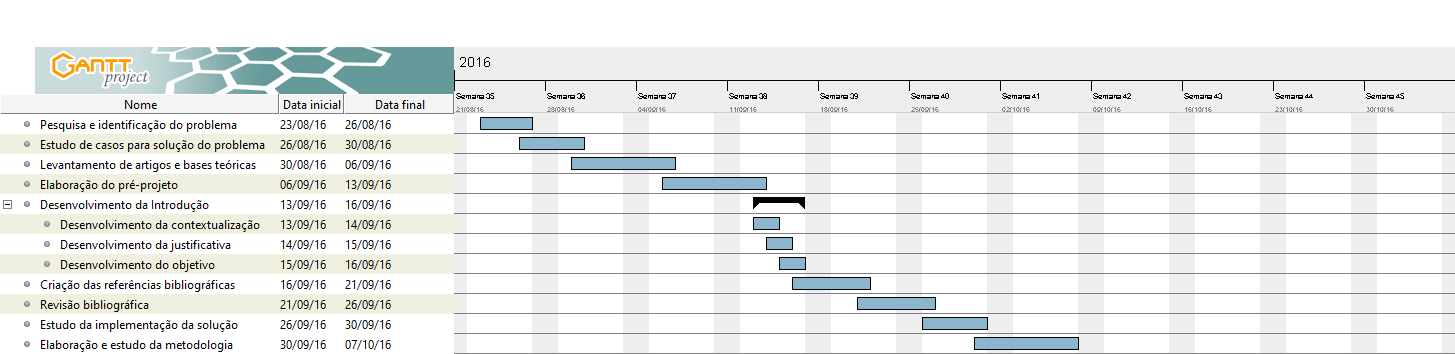 GANTT project
2016
Semana 35 Semana 36 Semana 37 Semana 38 Semana 39 Semana 40 Semana 41 Semana 42 Semana 43 Semana 44 Semana 45
21/08/16 28/08/16 04/09/16 11/09/16 18/09/16 25/09/16 02/10/16 09/10/16 16/10/16 23/10/16 30/10/16
Nome Data inicial Data final
Pesquisa e identificação do problema 23/08/16 26/08/16
Estudo de casos para solução do problema 26/08/16 30/08/16
Levantamento de artigos e bases teóricas 30/08/16 06/09/16
Elaboração do pré-projeto 06/09/16 13/09/16
Desenvolvimento da Introdução 13/09/16 16/09/16
Desenvolvimento da contextualização 13/09/16 14/09/16
Desenvolvimento da justificativa 14/09/16 15/09/16
Desenvolvimento do objetivo 15/09/16 16/09/16
Criação das referências bibliográficas 16/09/16 21/09/16
Revisão bibliográfica 21/09/16 26/09/16
Estudo da implementação da solução 26/09/16 30/09/16
Elaboração e estudo da metodologia 30/09/16 07/10/16